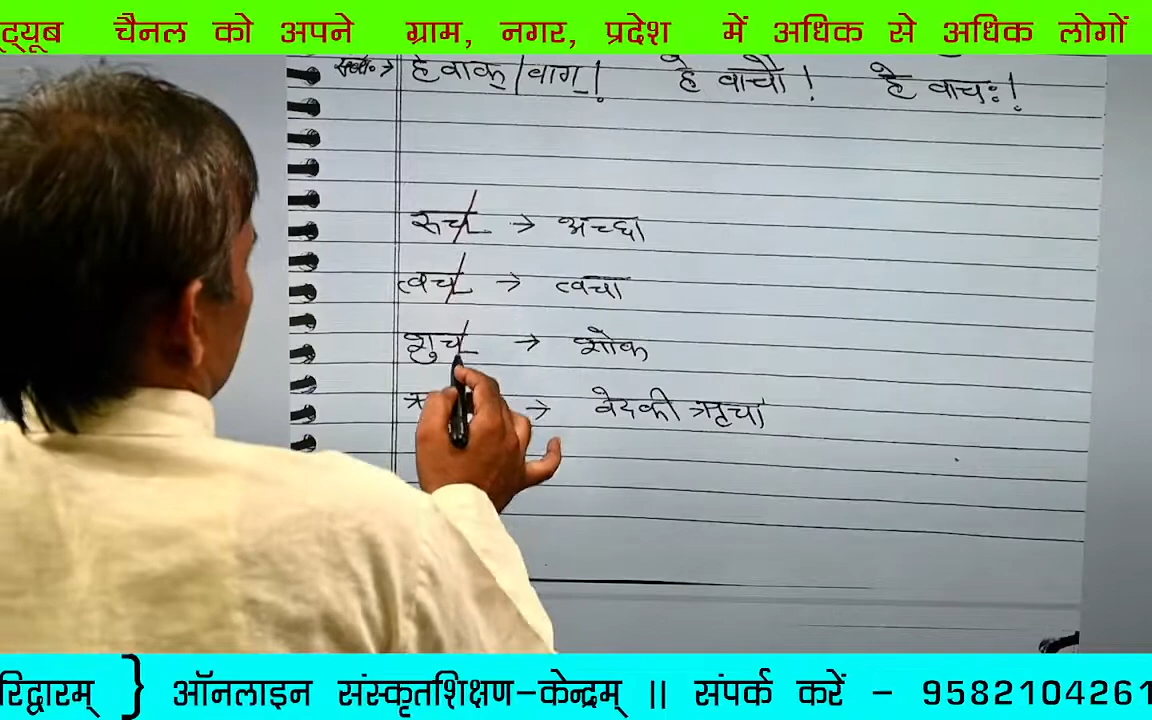 ट्यूब चैनल को अपने ग्राम, नगर, प्रदेश में अधिक से अधिक लोगों
हे वाक्/वाग्! हे वाचौ! हे वाचः!
रुच् → अच्छा
त्वच् → त्वचा
शुच् → शोक
→ वेदकी ऋचा
रिद्वारम् } ऑनलाइन संस्कृतशिक्षण-केन्द्रम् || संपर्क करें - 9582104261